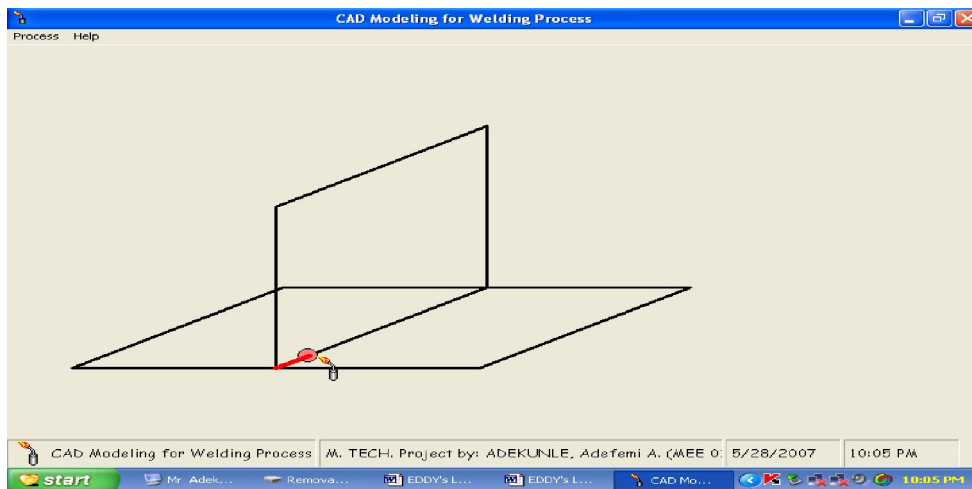 CAD Modeling for Welding Process
Process Help
CAD Modeling for Welding Process M. TECH. Project by: ADEKUNLE, Adefemi A. (MEE 0 5/28/2007 10:05 PM
start Mr Adek... Remova... EDDY's L... EDDY's L... CAD Mo... 10:05 PM